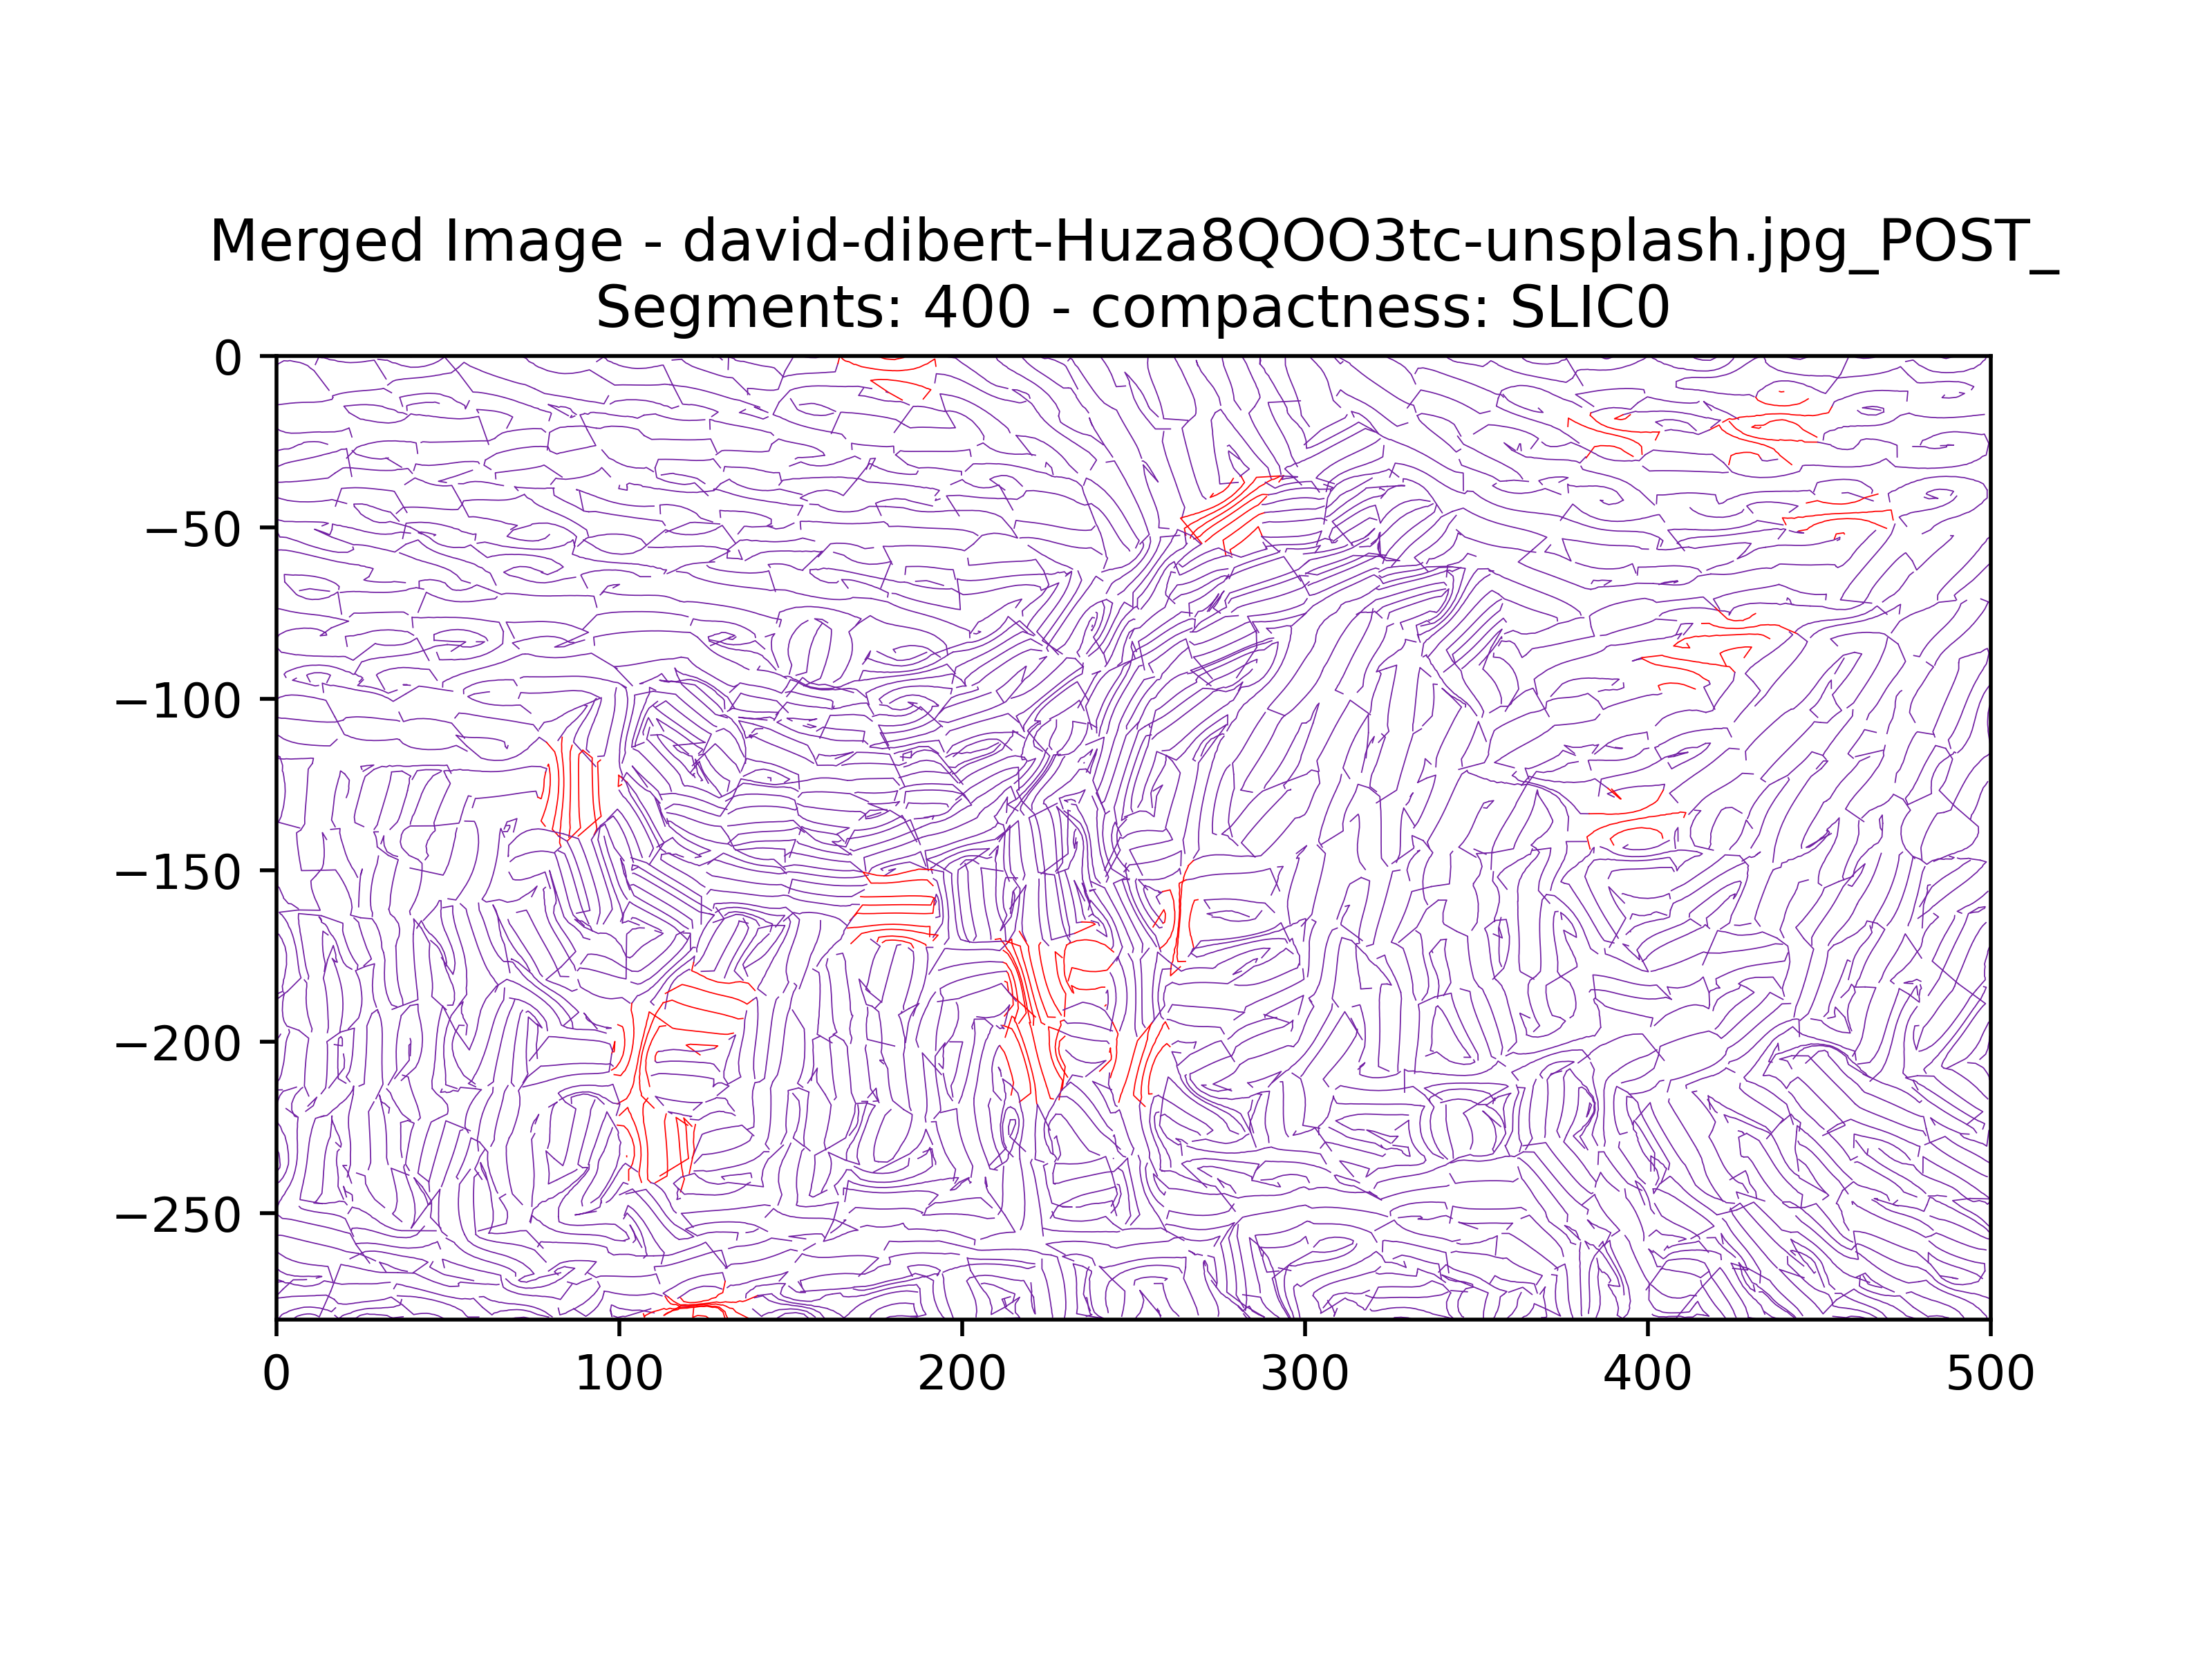 Merged Image - david-dibert-Huza8QOO3tc-unsplash.jpg_POST_
Segments: 400 - compactness: SLIC0
0
−50
−100
−150
−200
−250
0 100 200 300 400 500